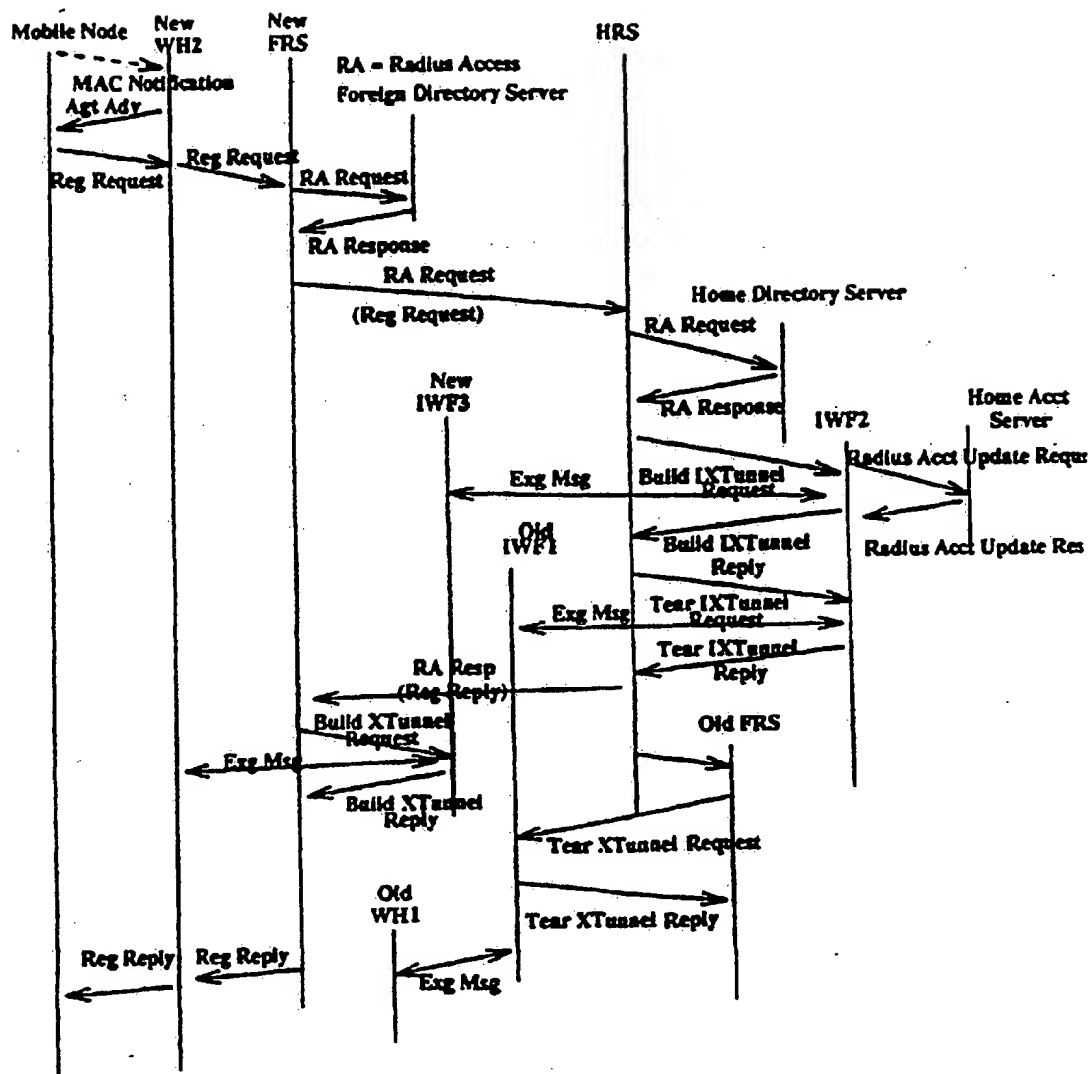 Mobile Node
New
WH2
New
FRS
HRS
RA = Radius Access
Foreign Directory Server
MAC Notification
Agt Adv
Reg Request
Reg Request
RA Request
RA Response
RA Request
(Reg Request)
Home Directory Server
RA Request
RA Response
New
IWF3
IWF2
Home Acct
Server
Radius Acct Update Requ
Exg Msg
Build IXTunnel
Request
Build IXTunnel
Reply
Radius Acct Update Res
Old
IWF1
Exg Msg
Tear IXTunnel
Request
Tear IXTunnel
Reply
RA Resp
(Reg Reply)
Build XTunnel
Request
Old FRS
Exg Msg
Build XTunnel
Reply
Tear XTunnel Request
Old
WH1
Tear XTunnel Reply
Reg Reply
Reg Reply
Exg Msg